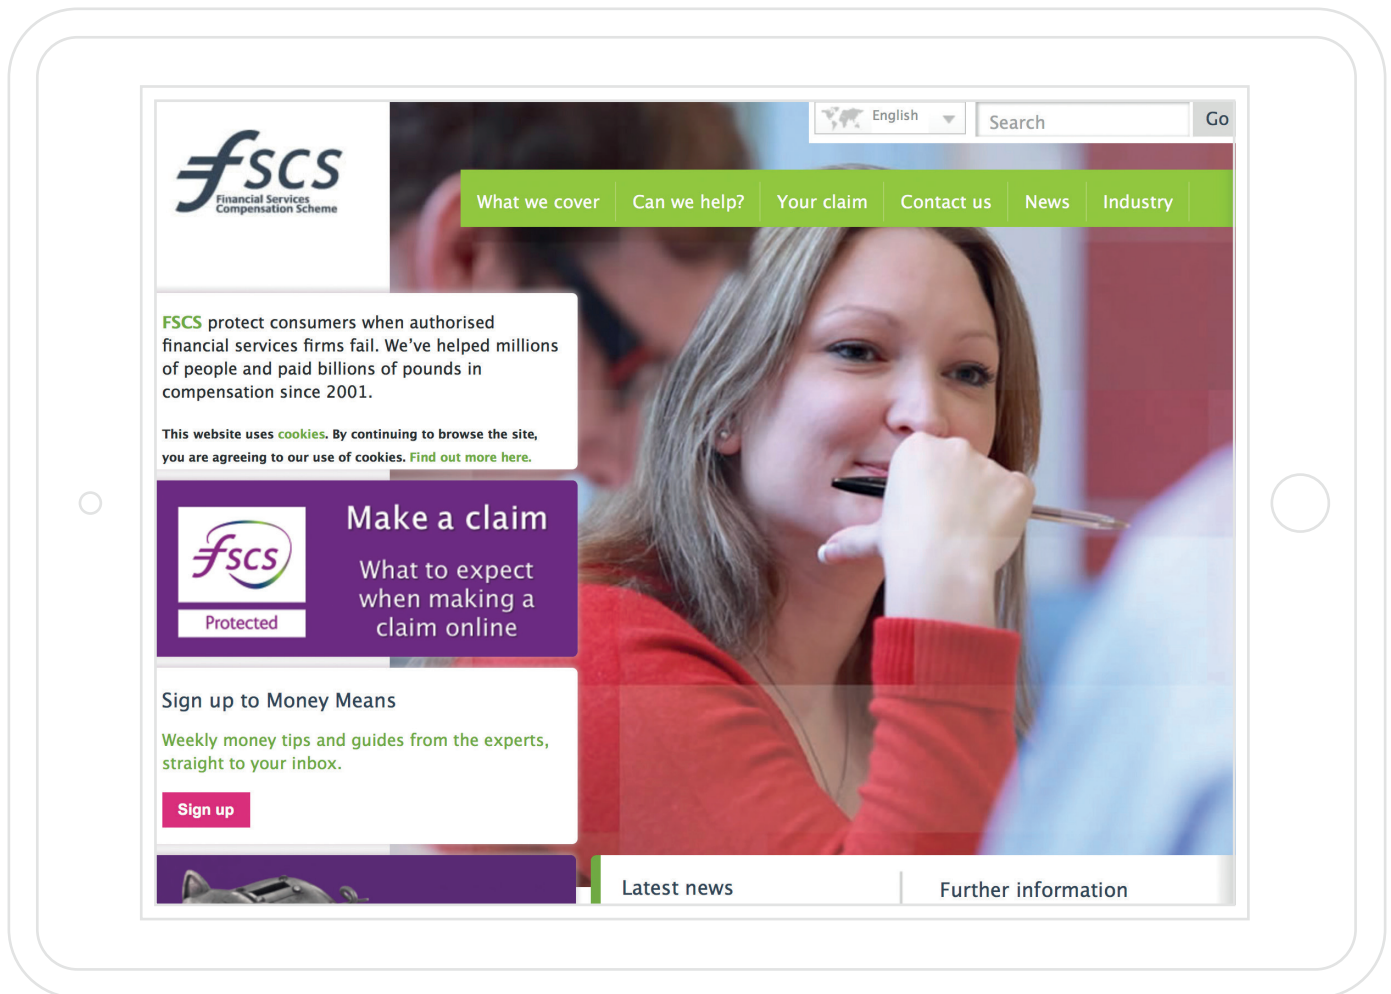 English
Search
Go
fscs
Financial Services
Compensation Scheme
What we cover
Can we help?
Your claim
Contact us
News
Industry
FSCS protect consumers when authorised
financial services firms fail. We’ve helped millions
of people and paid billions of pounds in
compensation since 2001.
This website uses cookies. By continuing to browse the site,
you are agreeing to our use of cookies. Find out more here.
fscs
Protected
Make a claim
What to expect
when making a
claim online
Sign up to Money Means
Weekly money tips and guides from the experts,
straight to your inbox.
Sign up
Latest news
Further information